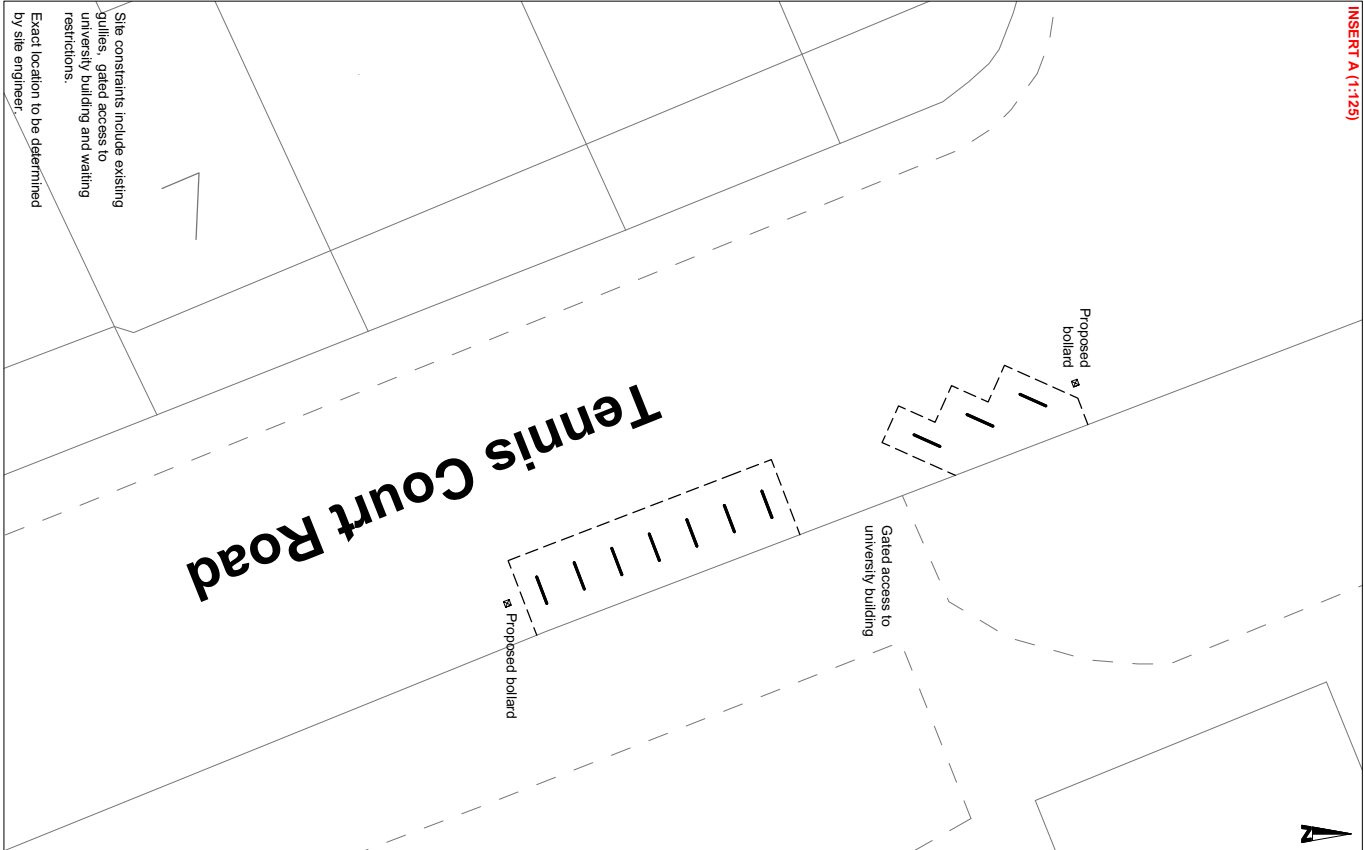 INSERT A (1:125)
Proposed
bollard
Tennis Court Road
Gated access to
university building
Proposed bollard
Site constraints include existing
gullies, gated access to
university building and waiting
restrictions.
Exact location to be determined
by site engineer.
7
N